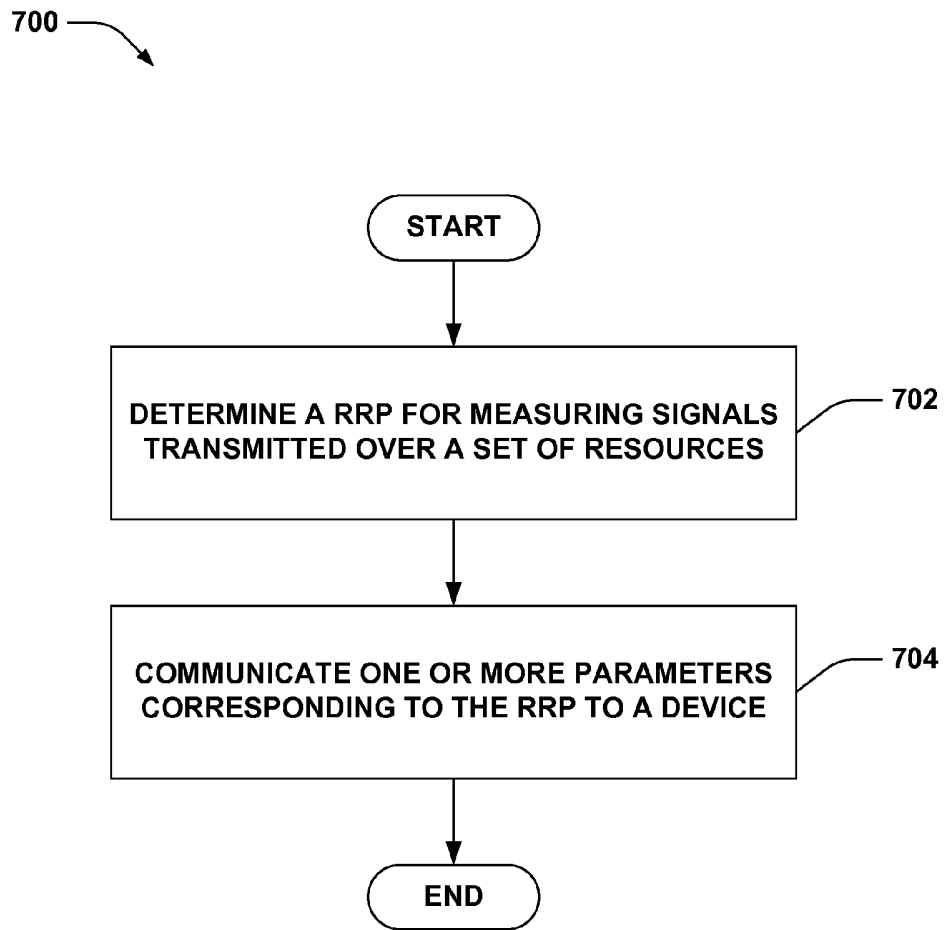 700
START
DETERMINE A RRP FOR MEASURING SIGNALS
TRANSMITTED OVER A SET OF RESOURCES
702
COMMUNICATE ONE OR MORE PARAMETERS
CORRESPONDING TO THE RRP TO A DEVICE
704
END